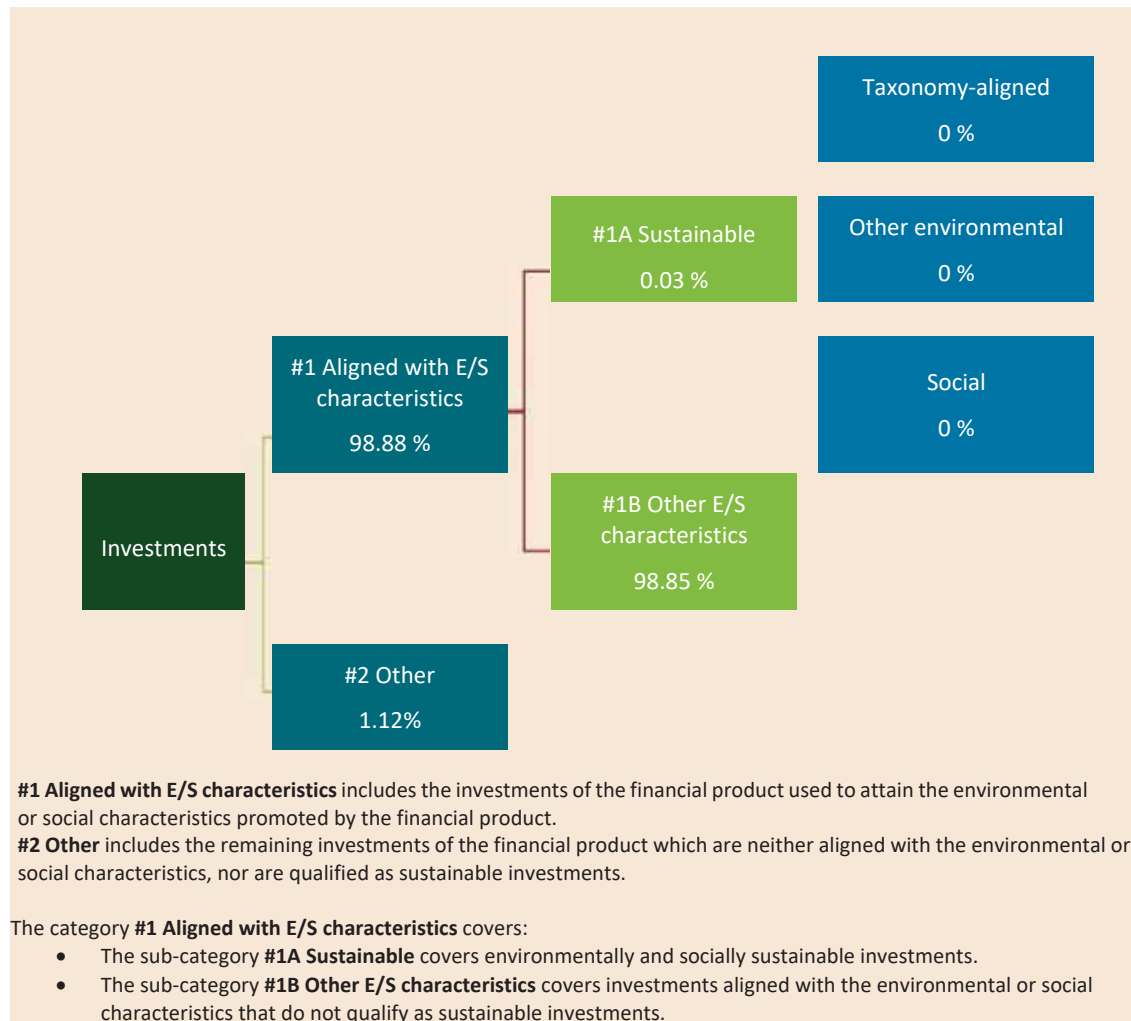 Taxonomy-aligned
0 %
#1A Sustainable
0.03 %
Other environmental
0 %
#1 Aligned with E/S
characteristics
98.88 %
Social
0 %
Investments
#1B Other E/S
characteristics
98.85 %
#2 Other
1.12%
#1 Aligned with E/S characteristics includes the investments of the financial product used to attain the environmental
or social characteristics promoted by the financial product.
#2 Other includes the remaining investments of the financial product which are neither aligned with the environmental or
social characteristics, nor are qualified as sustainable investments.
The category #1 Aligned with E/S characteristics covers:
• The sub-category #1A Sustainable covers environmentally and socially sustainable investments.
• The sub-category #1B Other E/S characteristics covers investments aligned with the environmental or social
characteristics that do not qualify as sustainable investments.